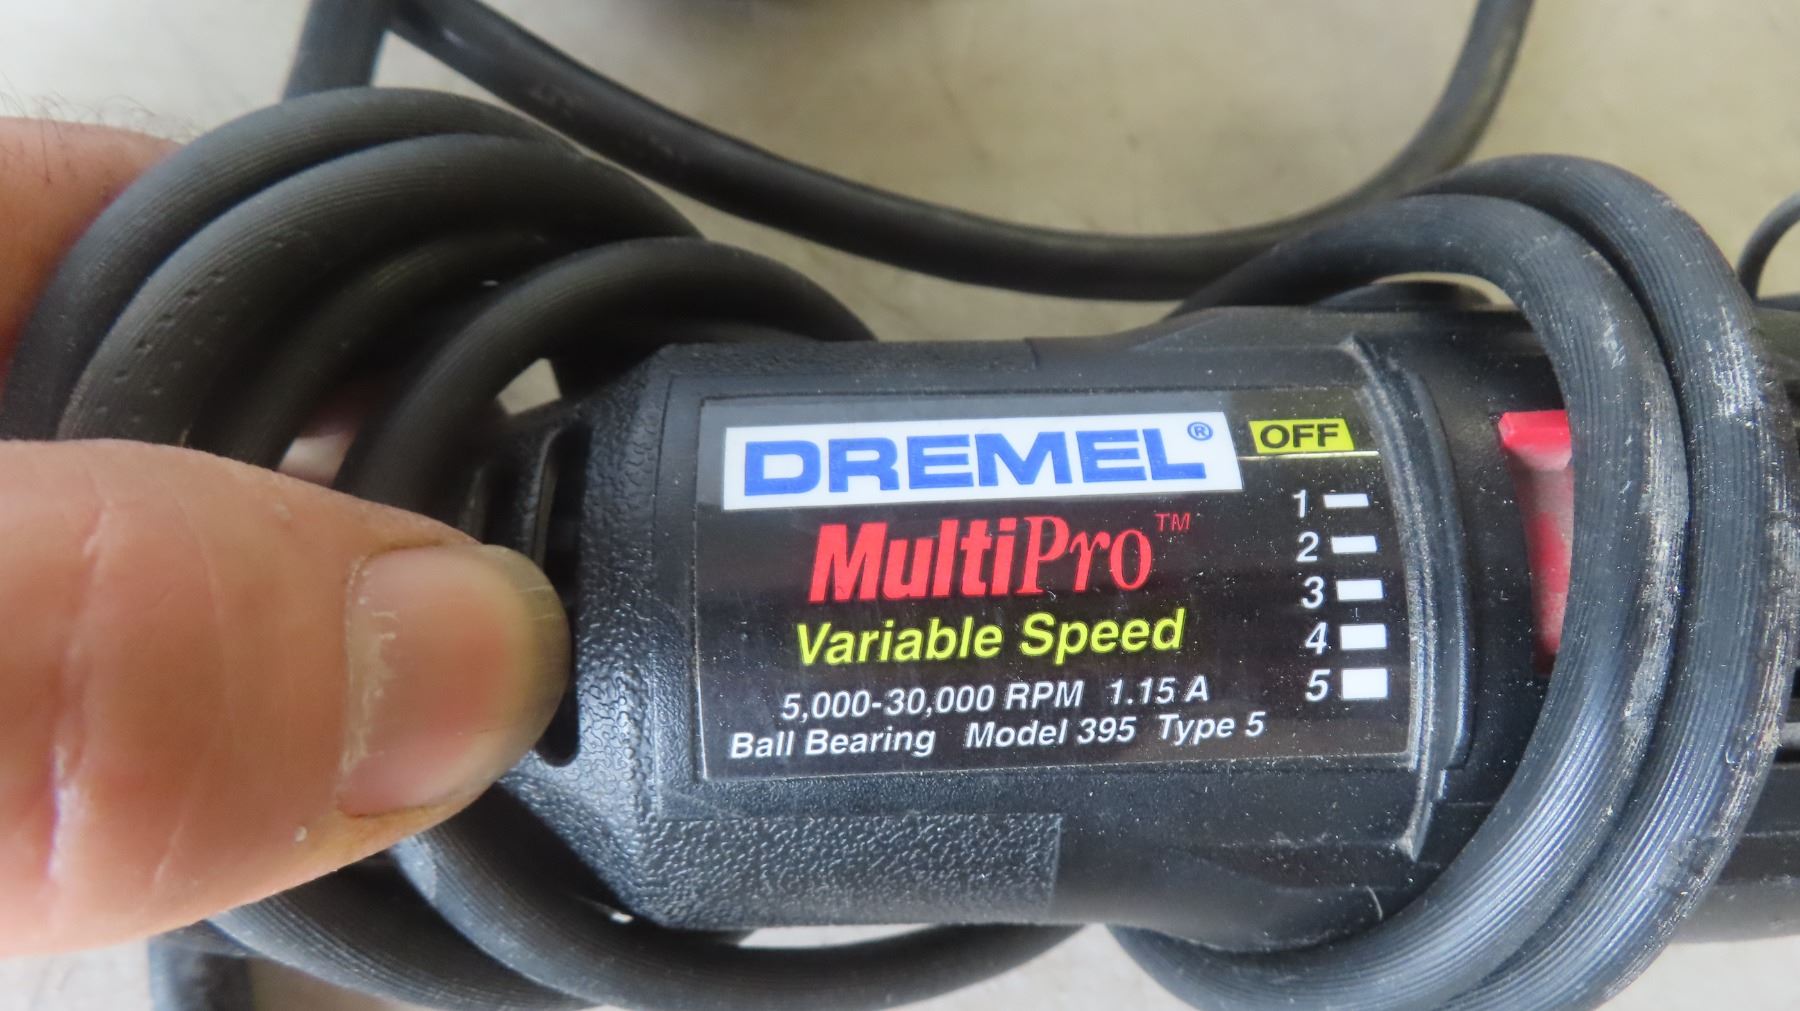 DREMEL®
MultiPro™
Variable Speed
5,000-30,000 RPM 1.15 A
Ball Bearing Model 395 Type 5
OFF
1
2
3
4
5